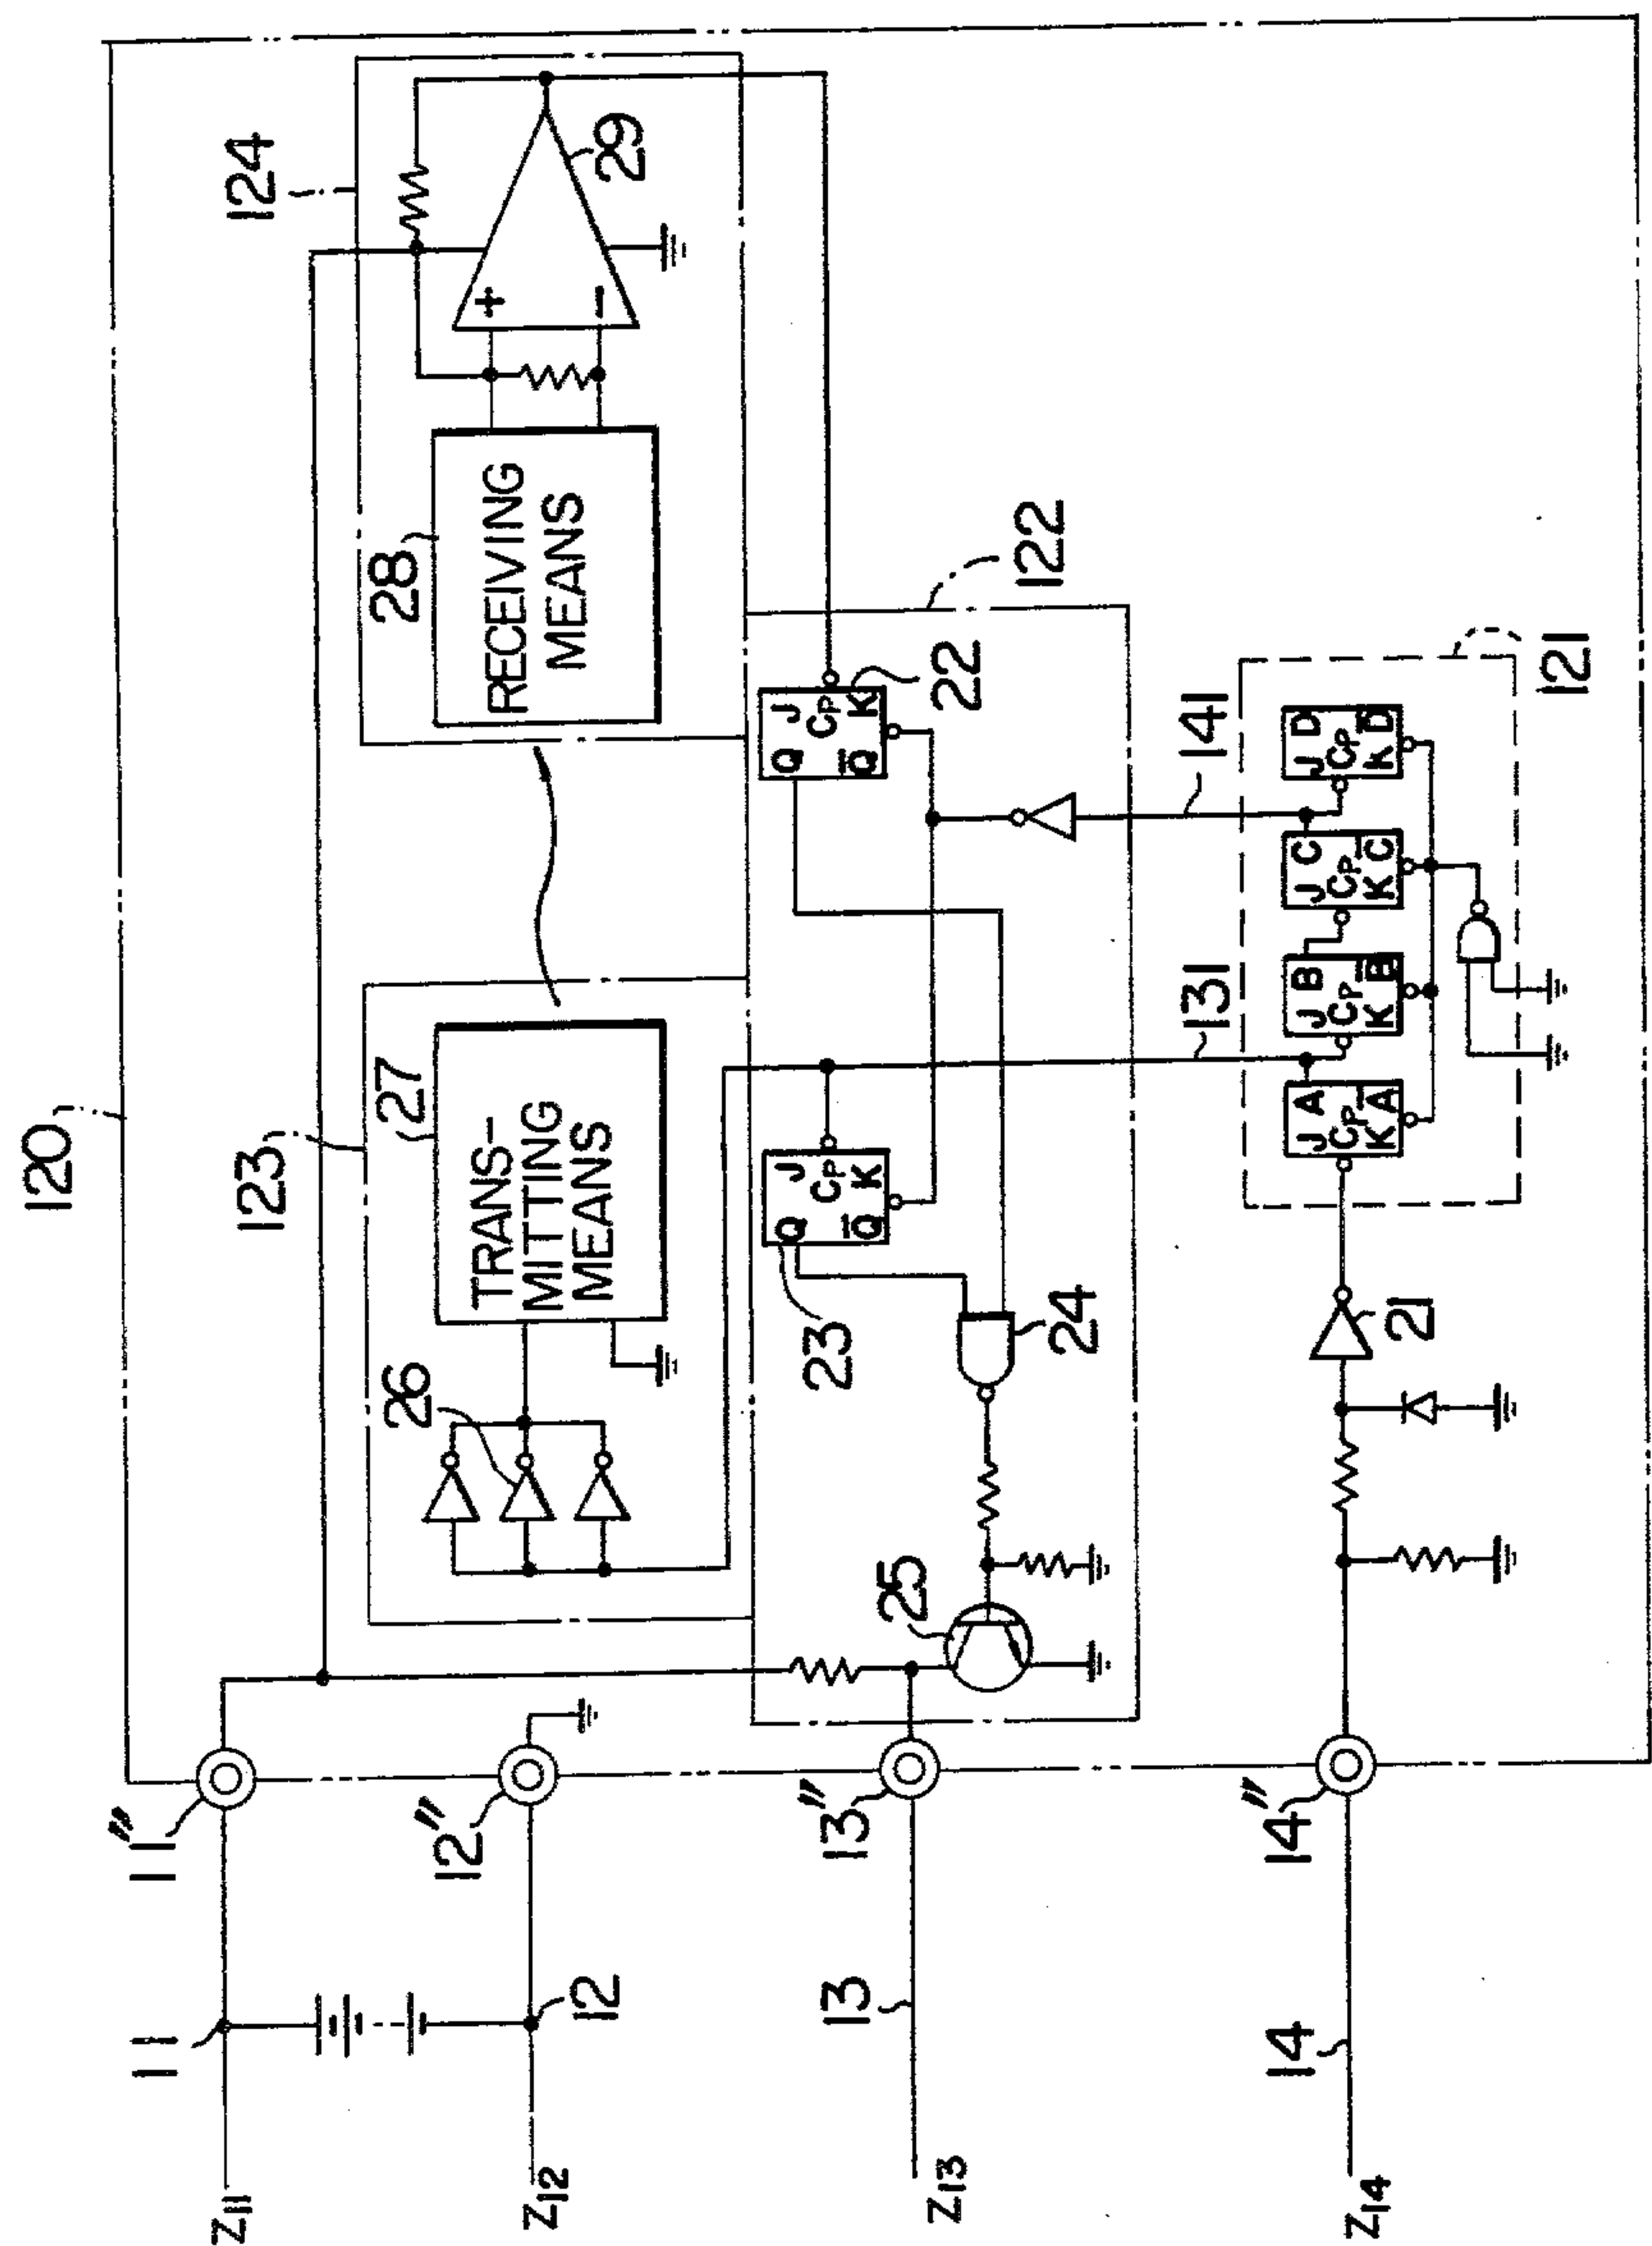 120
124
29
+
−
28
RECEIVING
MEANS
123
27
TRANS-
MITTING
MEANS
26
122
22
J
CP
K
Q
Q̅
23
J
CP
K
Q
Q̅
24
25
141
131
121
J A
CP
K A̅
J B
CP
K B̅
J C
CP
K C̅
J D
CP
K D̅
21
11"
12"
13"
14"
11
12
13
14
Z11
Z12
Z13
Z14